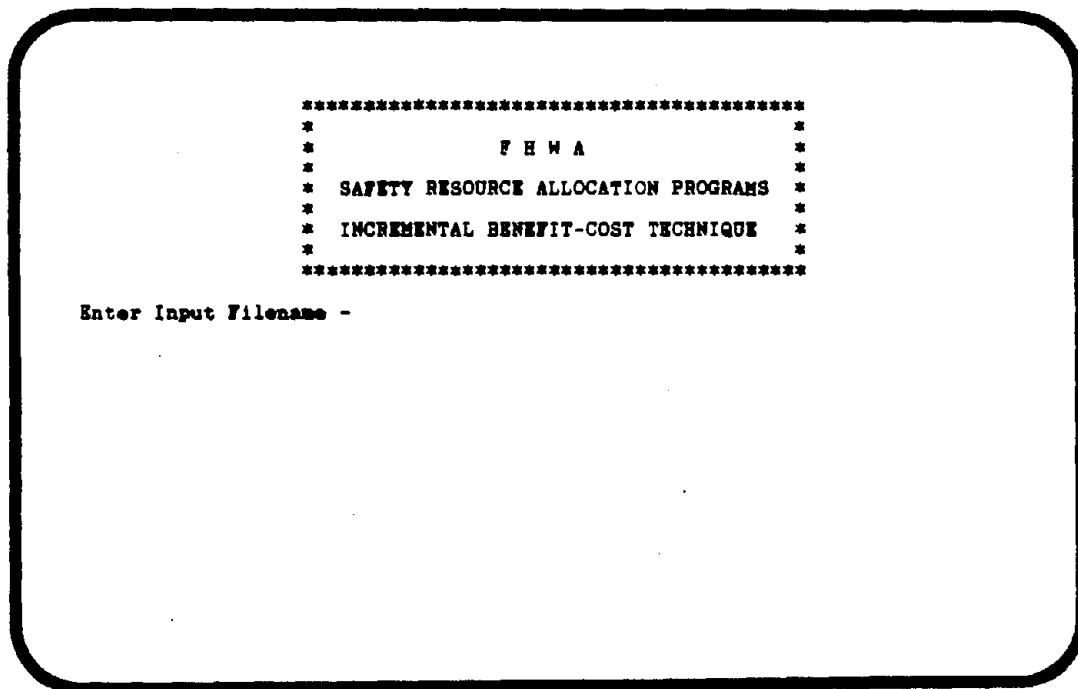 *****************************************
* *
* F H W A *
* *
* SAFETY RESOURCE ALLOCATION PROGRAMS *
* *
* INCREMENTAL BENEFIT-COST TECHNIQUE *
* *
*****************************************
Enter Input Filename -